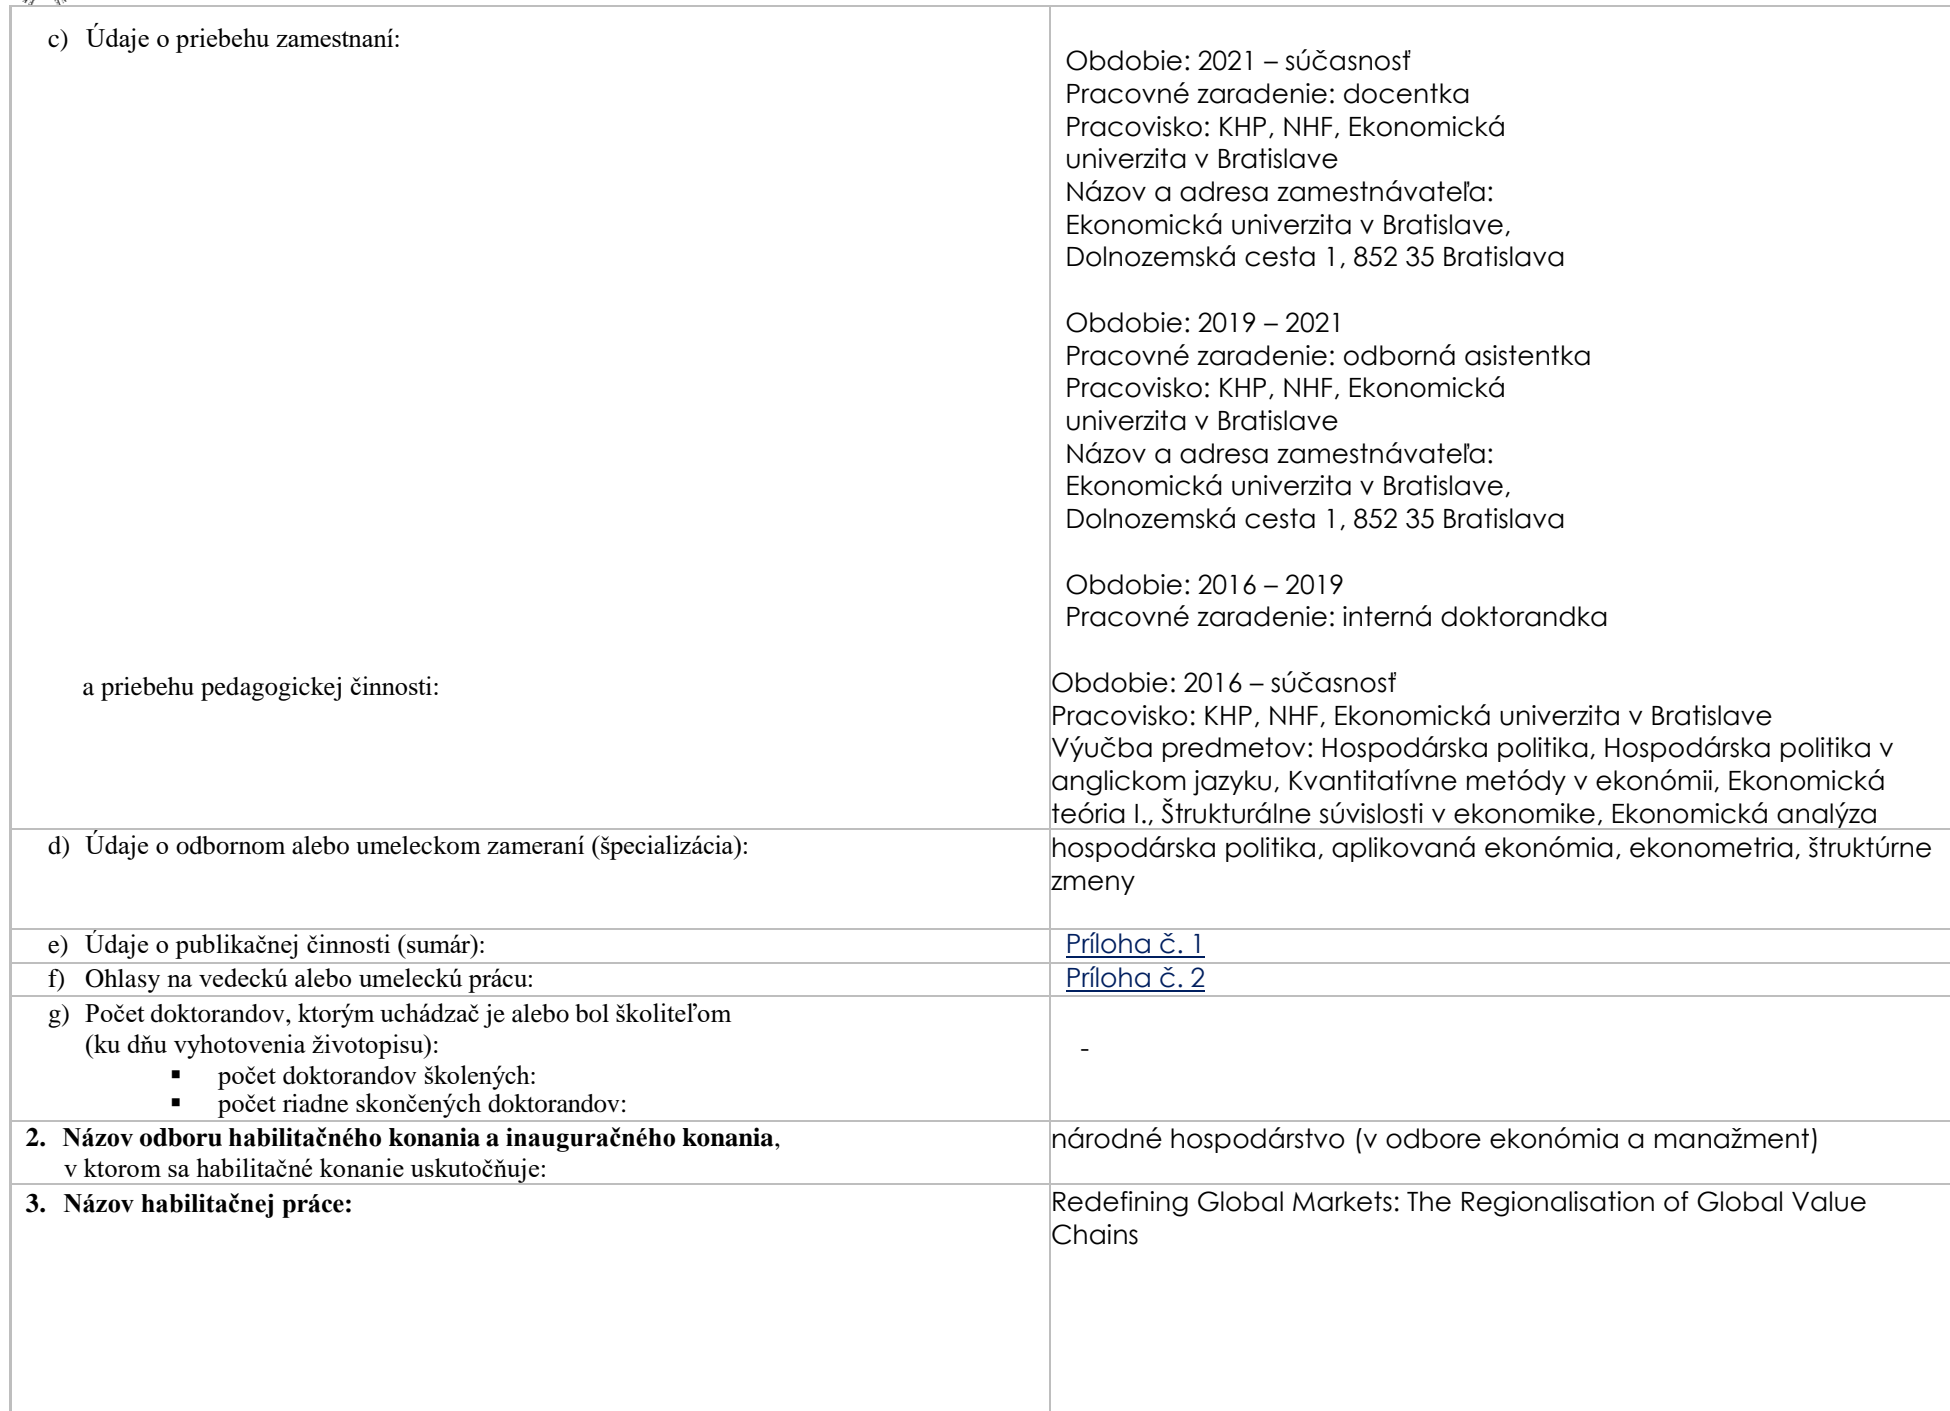 c) Údaje o priebehu zamestnaní:
Obdobie: 2021 – súčasnosť
Pracovné zaradenie: docentka
Pracovisko: KHP, NHF, Ekonomická
univerzita v Bratislave
Názov a adresa zamestnávateľa:
Ekonomická univerzita v Bratislave,
Dolnozemská cesta 1, 852 35 Bratislava
Obdobie: 2019 – 2021
Pracovné zaradenie: odborná asistentka
Pracovisko: KHP, NHF, Ekonomická
univerzita v Bratislave
Názov a adresa zamestnávateľa:
Ekonomická univerzita v Bratislave,
Dolnozemská cesta 1, 852 35 Bratislava
Obdobie: 2016 – 2019
Pracovné zaradenie: interná doktorandka
a priebehu pedagogickej činnosti:
Obdobie: 2016 – súčasnosť
Pracovisko: KHP, NHF, Ekonomická univerzita v Bratislave
Výučba predmetov: Hospodárska politika, Hospodárska politika v
anglickom jazyku, Kvantitatívne metódy v ekonómii, Ekonomická
teória I., Štrukturálne súvislosti v ekonomike, Ekonomická analýza
d) Údaje o odbornom alebo umeleckom zameraní (špecializácia):
hospodárska politika, aplikovaná ekonómia, ekonometria, štruktúrne
zmeny
e) Údaje o publikačnej činnosti (sumár):
Príloha č. 1
f) Ohlasy na vedeckú alebo umeleckú prácu:
Príloha č. 2
g) Počet doktorandov, ktorým uchádzač je alebo bol školiteľom
(ku dňu vyhotovenia životopisu):
▪ počet doktorandov školených:
▪ počet riadne skončených doktorandov:
-
2. Názov odboru habilitačného konania a inauguračného konania,
v ktorom sa habilitačné konanie uskutočňuje:
národné hospodárstvo (v odbore ekonómia a manažment)
3. Názov habilitačnej práce:
Redefining Global Markets: The Regionalisation of Global Value
Chains